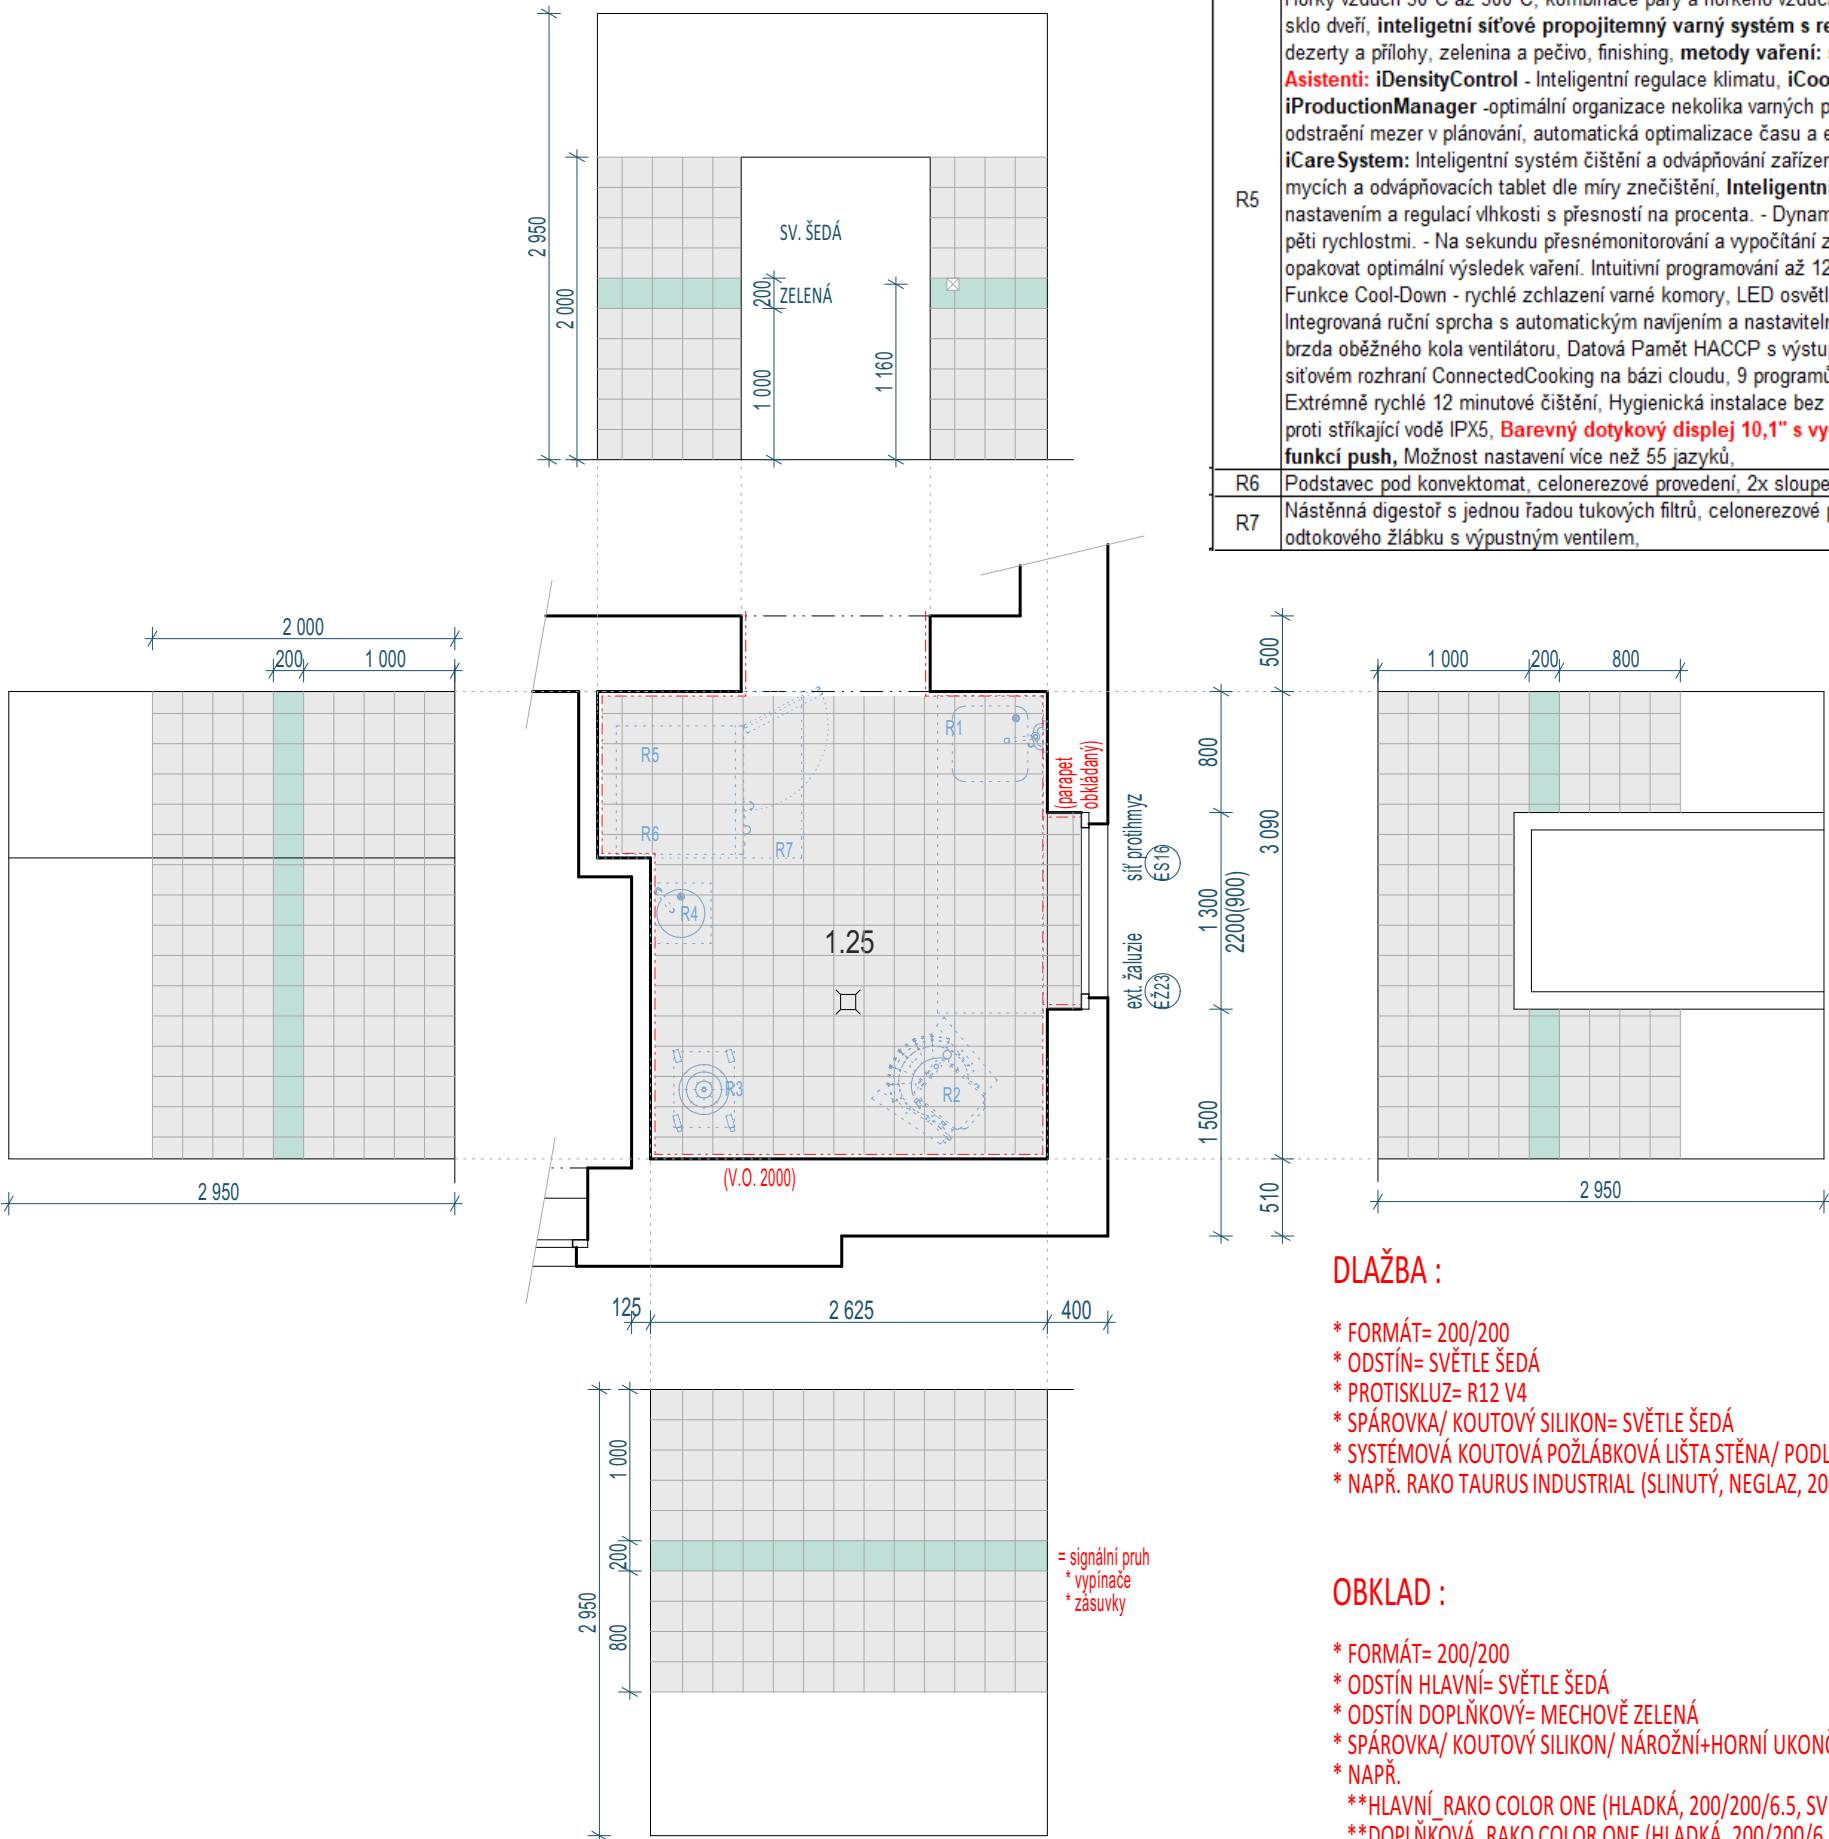 sklo dveří, inteligetní síťové propojitemný varný systém s re
dezerty a přílohy, zelenina a pečivo, finishing, metody vaření:
Asistenti: iDensityControl - Inteligentní regulace klimatu, iCoo
iProductionManager -optimální organizace nekolika varných p
odstraění mezer v plánování, automatická optimalizace času a e
iCareSystem: Inteligentní systém čištění a odvápňování zařízen
R5
mycích a odvápňovacích tablet dle míry znečištění, Inteligentni
nastavením a regulací vlhkosti s přesností na procenta. - Dynam
pěti rychlostmi. - Na sekundu přesnémonitorování a vypočítání z
opakovat optimální výsledek vaření. Intuitivní programování až 12
Funkce Cool-Down - rychlé zchlazení varné komory, LED osvětl
Integrovaná ruční sprcha s automatickým navíjením a nastaviteln
brzda oběžného kola ventilátoru, Datová Pamět HACCP s výstu
síťovém rozhraní ConnectedCooking na bázi cloudu, 9 programů
Extrémně rychlé 12 minutové čištění, Hygienická instalace bez
proti stříkající vodě IPX5, Barevný dotykový displej 10,1" s vy
funkcí push, Možnost nastavení více než 55 jazyků,
R6 Podstavec pod konvektomat, celonerezové provedení, 2x sloupe
R7 Nástěnná digestoř s jednou řadou tukových filtrů, celonerezové p
odtokového žlábku s výpustným ventilem,
2 950
2 000
SV. ŠEDÁ
200
ZELENÁ
1 000
1 160
2 000
200
1 000
2 950
R5
R6
R7
R1
R4
1.25
R3
R2
(V.O. 2000)
(parapet
obkládaný)
síť protihmyz
ES16
ext. žaluzie
EŽ23
500
800
3 090
1 300
2200(900)
1 500
510
1 000
200
800
2 950
125
2 625
400
1 000
200
2 950
800
= signální pruh
* vypínače
* zásuvky
DLAŽBA :
* FORMÁT= 200/200
* ODSTÍN= SVĚTLE ŠEDÁ
* PROTISKLUZ= R12 V4
* SPÁROVKA/ KOUTOVÝ SILIKON= SVĚTLE ŠEDÁ
* SYSTÉMOVÁ KOUTOVÁ POŽLÁBKOVÁ LIŠTA STĚNA/ PODL
* NAPŘ. RAKO TAURUS INDUSTRIAL (SLINUTÝ, NEGLAZ, 20
OBKLAD :
* FORMÁT= 200/200
* ODSTÍN HLAVNÍ= SVĚTLE ŠEDÁ
* ODSTÍN DOPLŇKOVÝ= MECHOVĚ ZELENÁ
* SPÁROVKA/ KOUTOVÝ SILIKON/ NÁROŽNÍ+HORNÍ UKONČ
* NAPŘ.
**HLAVNÍ_RAKO COLOR ONE (HLADKÁ, 200/200/6.5, SV
**DOPLŇKOVÁ_RAKO COLOR ONE (HLADKÁ, 200/200/6